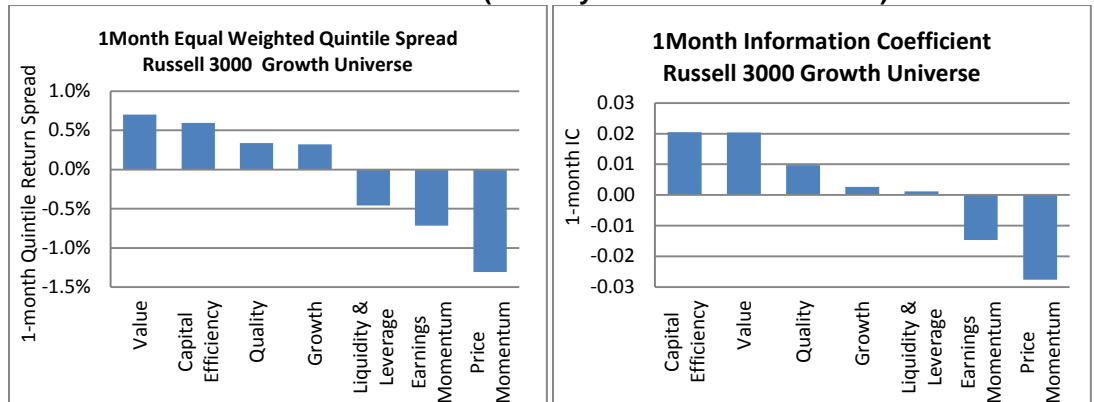 1Month Equal Weighted Quintile Spread
Russell 3000 Growth Universe
1-month Quintile Return Spread
1.0%
0.5%
0.0%
-0.5%
-1.0%
-1.5%
Value
Capital
Efficiency
Quality
Growth
Liquidity &
Leverage
Earnings
Momentum
Price
Momentum
1Month Information Coefficient
Russell 3000 Growth Universe
1-month IC
0.03
0.02
0.01
0.00
-0.01
-0.02
-0.03
Capital
Efficiency
Value
Quality
Growth
Liquidity &
Leverage
Earnings
Momentum
Price
Momentum